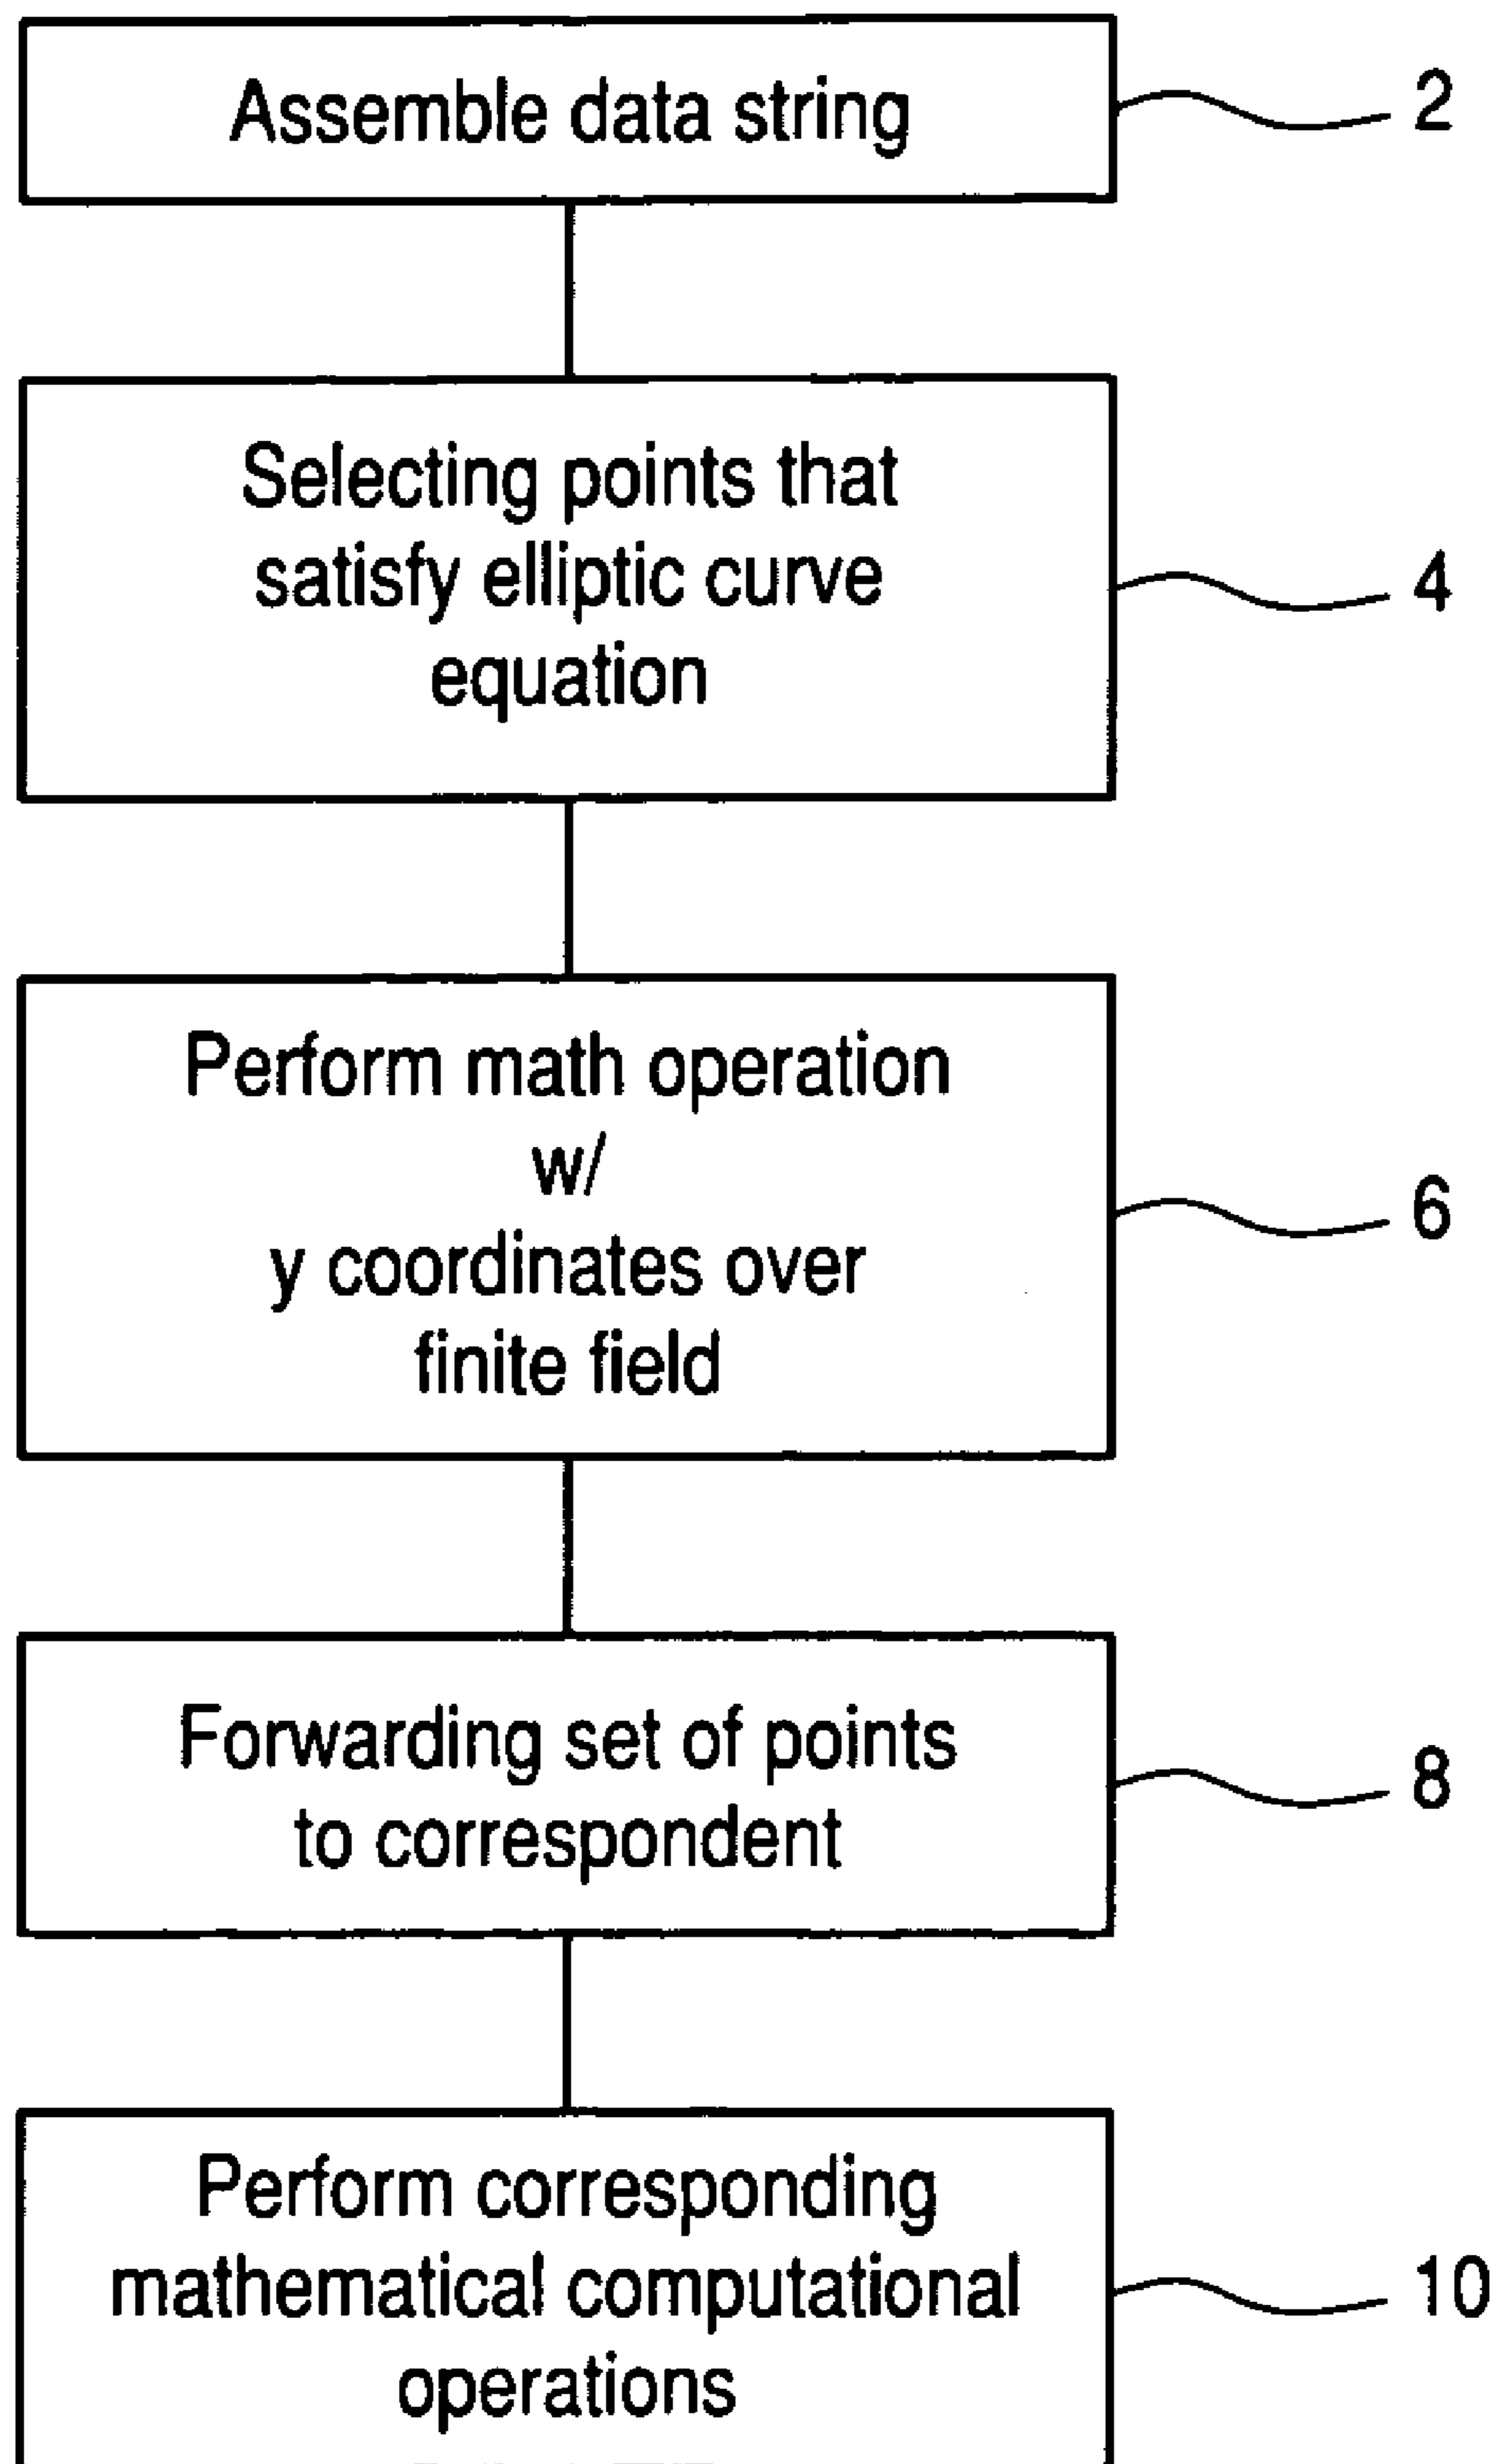 Assemble data string
2
Selecting points that
satisfy elliptic curve
equation
4
Perform math operation
w/
y coordinates over
finite field
6
Forwarding set of points
to correspondent
8
Perform corresponding
mathematical computational
operations
10